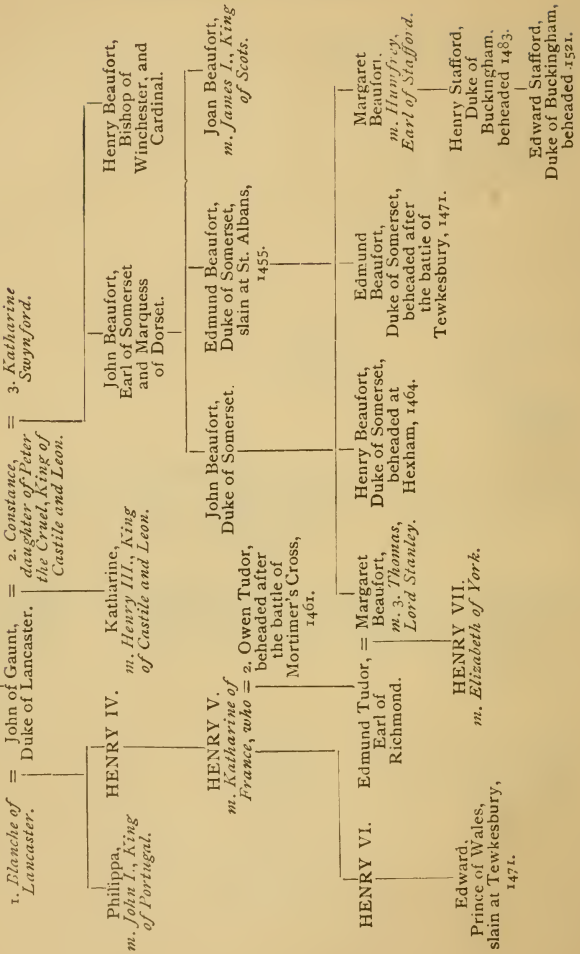 1. Blanche of
Lancaster.
=
John of Gaunt,
Duke of Lancaster.
=
2. Constance,
daughter of Peter
the Cruel, King of
Castile and Leon.
=
3. Katharine
Swynford.
Philippa,
m. John I., King
of Portugal.
HENRY IV.
Katharine,
m. Henry III., King
of Castile and Leon.
John Beaufort,
Earl of Somerset
and Marquess
of Dorset.
Henry Beaufort,
Bishop of
Winchester, and
Cardinal.
HENRY V.
m. Katharine of
France, who = 2. Owen Tudor,
beheaded after
the battle of
Mortimer's Cross,
1461.
John Beaufort,
Duke of Somerset.
Edmund Beaufort,
Duke of Somerset,
slain at St. Albans,
1455.
Joan Beaufort,
m. James I., King
of Scots.
HENRY VI.
Edmund Tudor, =
Earl of
Richmond.
Margaret
Beaufort,
m. 3. Thomas,
Lord Stanley.
Henry Beaufort,
Duke of Somerset,
beheaded at
Hexham, 1464.
Edmund
Beaufort,
Duke of Somerset,
beheaded after
the battle of
Tewkesbury, 1471.
Margaret
Beaufort.
m. Humfrey,
Earl of Stafford.
Edward.
Prince of Wales,
slain at Tewkesbury,
1471.
HENRY VII.
m. Elizabeth of York.
Henry Stafford,
Duke of
Buckingham.
beheaded 1483.
Edward Stafford,
Duke of Buckingham,
beheaded 1521.